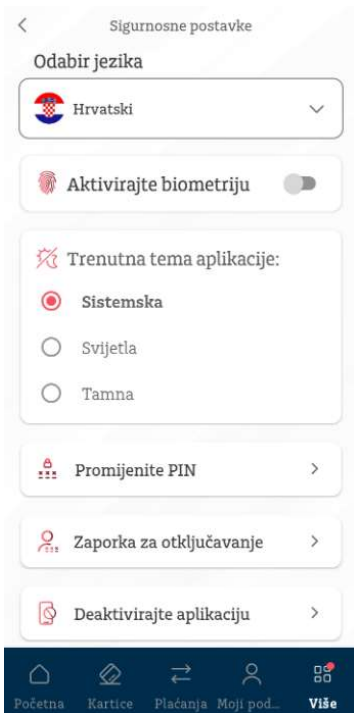 Sigurnosne postavke
Odabir jezika
Hrvatski
Aktivirajte biometriju
Trenutna tema aplikacije:
Sistemska
Svijetla
Tamna
Promijenite PIN
Zaporka za otključavanje
Deaktivirajte aplikaciju
Početna Kartice Plaćanja Moji pod... Više